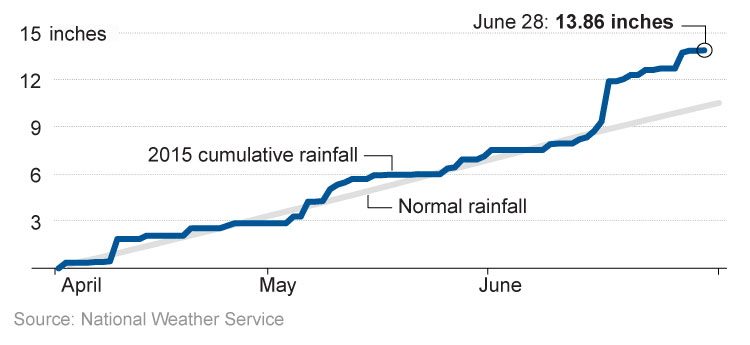 June 28: 13.86 inches
15 inches
12
9
2015 cumulative rainfall
6
Normal rainfall
3
April May June
Source: National Weather Service